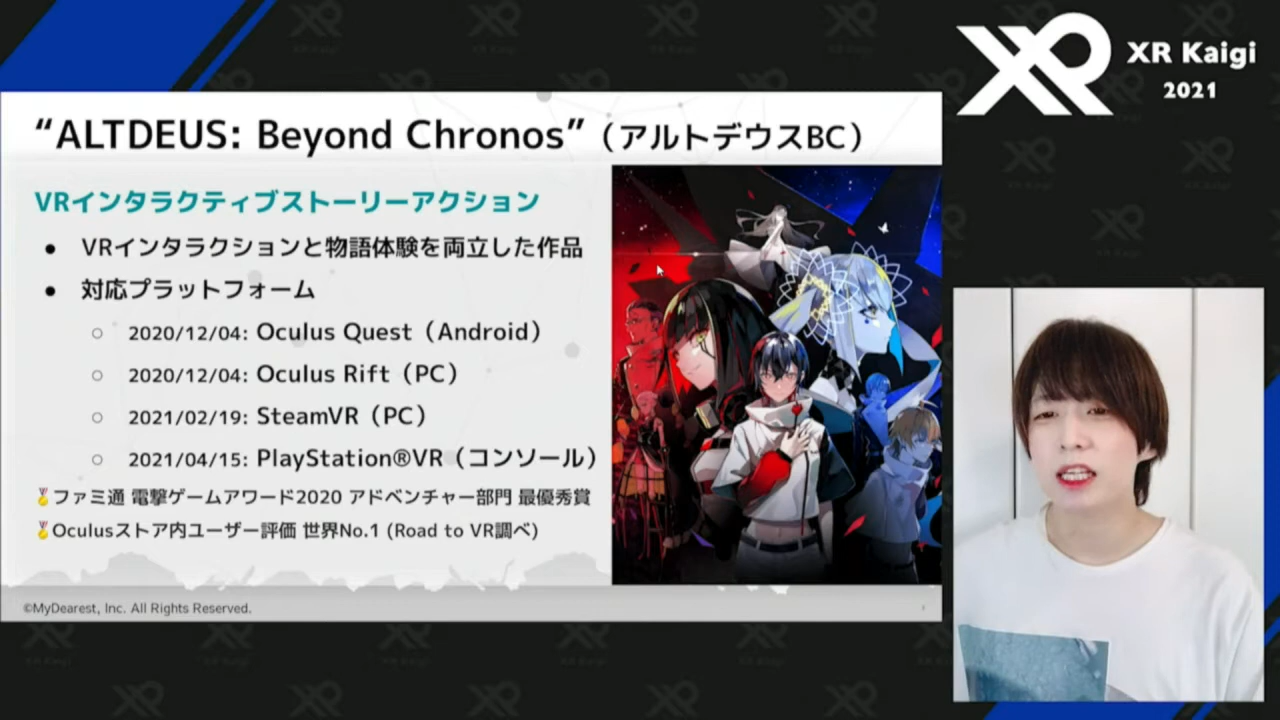 XR Kaigi
2021
“ALTDEUS: Beyond Chronos”（アルトデウスBC）
VRインタラクティブストーリーアクション
● VRインタラクションと物語体験を両立した作品
● 対応プラットフォーム
○ 2020/12/04: Oculus Quest（Android）
○ 2020/12/04: Oculus Rift（PC）
○ 2021/02/19: SteamVR（PC）
○ 2021/04/15: PlayStation®VR（コンソール）
🏅ファミ通 電撃ゲームアワード2020 アドベンチャー部門 最優秀賞
🏅Oculusストア内ユーザー評価 世界No.1 (Road to VR調べ)
©MyDearest, Inc. All Rights Reserved.